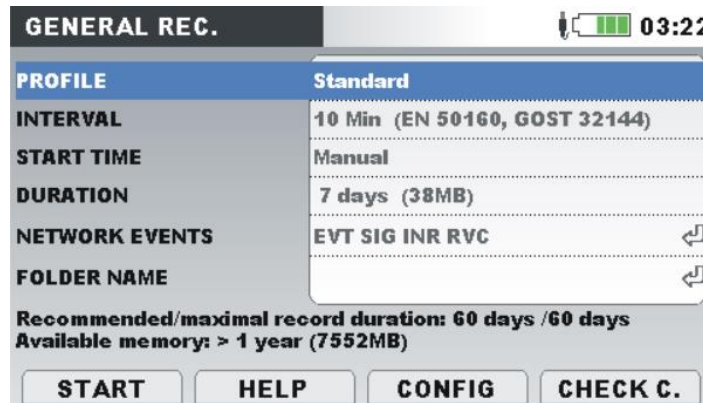 GENERAL REC. 03:22
PROFILE Standard
INTERVAL 10 Min (EN 50160, GOST 32144)
START TIME Manual
DURATION 7 days (38MB)
NETWORK EVENTS EVT SIG INR RVC
FOLDER NAME
Recommended/maximal record duration: 60 days /60 days
Available memory: > 1 year (7552MB)
START HELP CONFIG CHECK C.